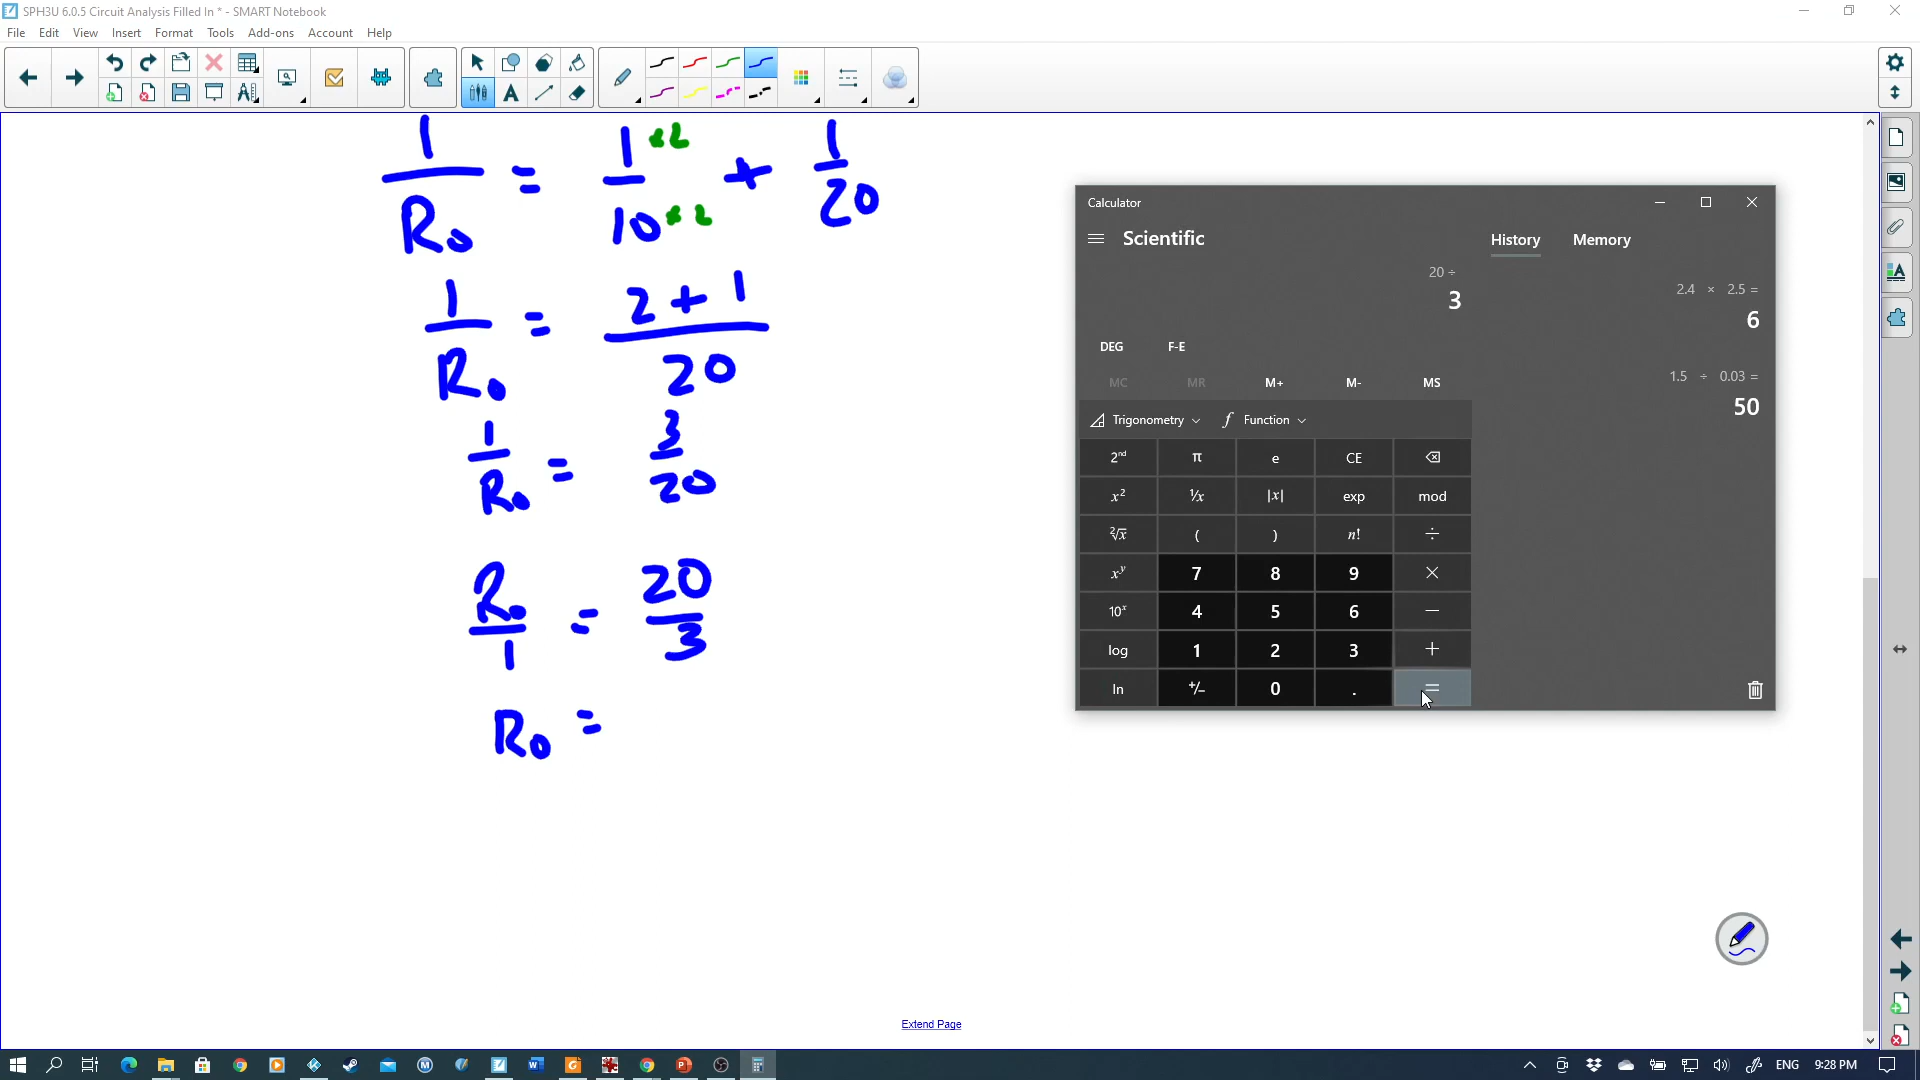 SPH3U 6.0.5 Circuit Analysis Filled In * - SMART Notebook
File Edit View Insert Format Tools Add-ons Account Help
1/R₀ = 1×2/10×2 + 1/20
1/R₀ = 2+1/20
1/R₀ = 3/20
R₀/1 = 20/3
R₀ =
Extend Page
Calculator
Scientific
History Memory
20 ÷
3
2.4 × 2.5 =
6
1.5 ÷ 0.03 =
50
DEG F-E
MC MR M+ M- MS
Trigonometry f Function
2ⁿᵈ π e CE
x² ¹/x |x| exp mod
²√x ( ) n! ÷
xʸ 7 8 9 ×
10ˣ 4 5 6 −
log 1 2 3 +
ln +/− 0 . =
ENG 9:28 PM